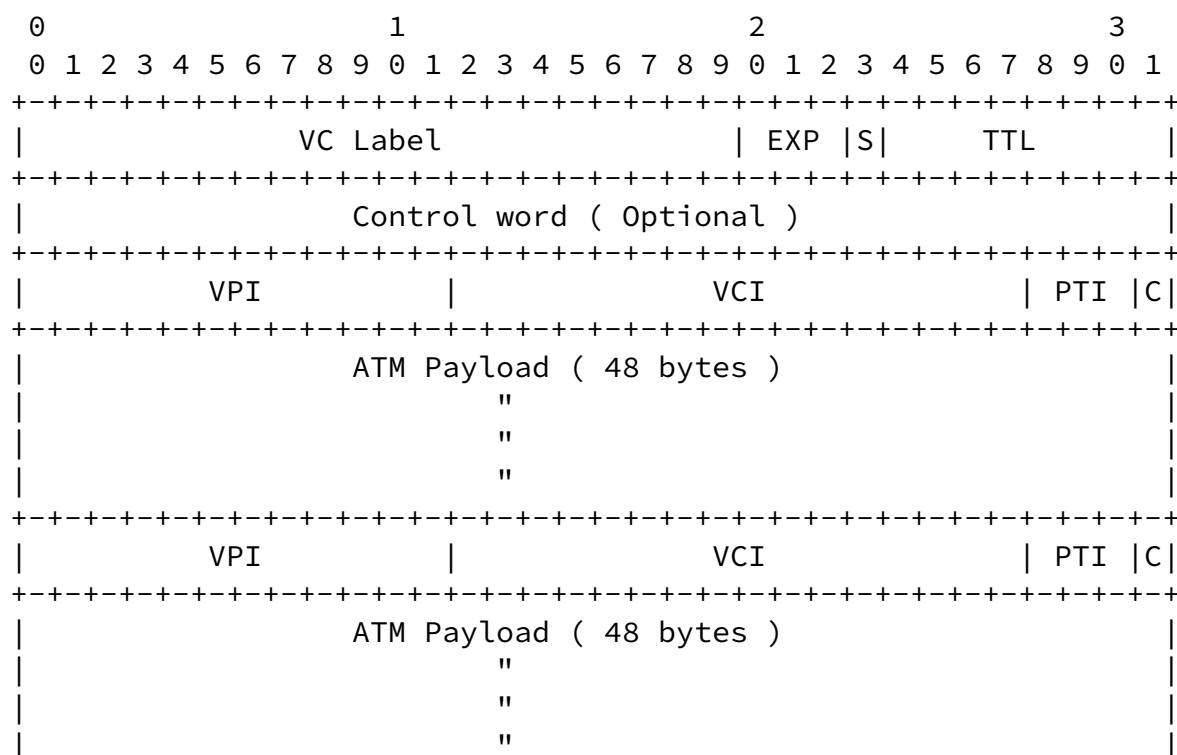 0                   1                   2                   3
 0 1 2 3 4 5 6 7 8 9 0 1 2 3 4 5 6 7 8 9 0 1 2 3 4 5 6 7 8 9 0 1
+-+-+-+-+-+-+-+-+-+-+-+-+-+-+-+-+-+-+-+-+-+-+-+-+-+-+-+-+-+-+-+-+
|               VC Label                | EXP |S|     TTL       |
+-+-+-+-+-+-+-+-+-+-+-+-+-+-+-+-+-+-+-+-+-+-+-+-+-+-+-+-+-+-+-+-+
|                  Control word ( Optional )                    |
+-+-+-+-+-+-+-+-+-+-+-+-+-+-+-+-+-+-+-+-+-+-+-+-+-+-+-+-+-+-+-+-+
|          VPI          |              VCI              | PTI |C|
+-+-+-+-+-+-+-+-+-+-+-+-+-+-+-+-+-+-+-+-+-+-+-+-+-+-+-+-+-+-+-+-+
|                  ATM Payload ( 48 bytes )                     |
|                          "                                    |
|                          "                                    |
|                          "                                    |
+-+-+-+-+-+-+-+-+-+-+-+-+-+-+-+-+-+-+-+-+-+-+-+-+-+-+-+-+-+-+-+-+
|          VPI          |              VCI              | PTI |C|
+-+-+-+-+-+-+-+-+-+-+-+-+-+-+-+-+-+-+-+-+-+-+-+-+-+-+-+-+-+-+-+-+
|                  ATM Payload ( 48 bytes )                     |
|                          "                                    |
|                          "                                    |
|                          "                                    |